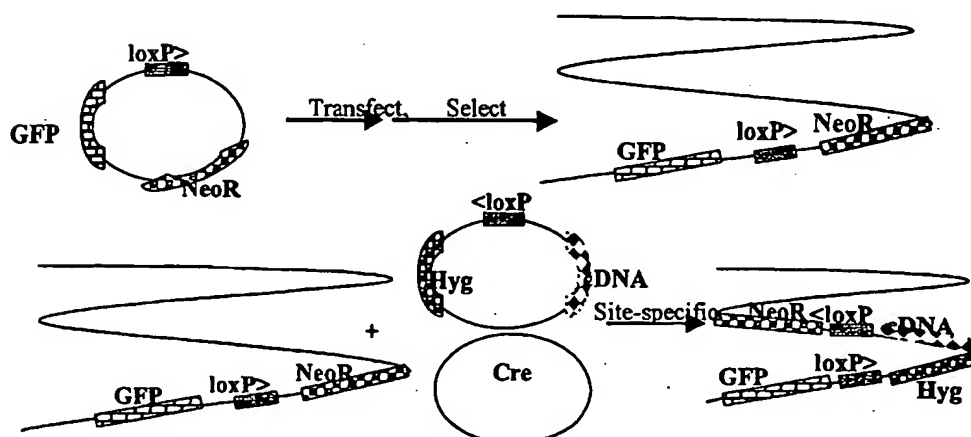 loxP>
GFP
NeoR
Transfect, Select
GFP loxP> NeoR
<loxP
Hyg DNA
+
Cre
GFP loxP> NeoR
Site-specific
NeoR <loxP cDNA
GFP loxP> Hyg